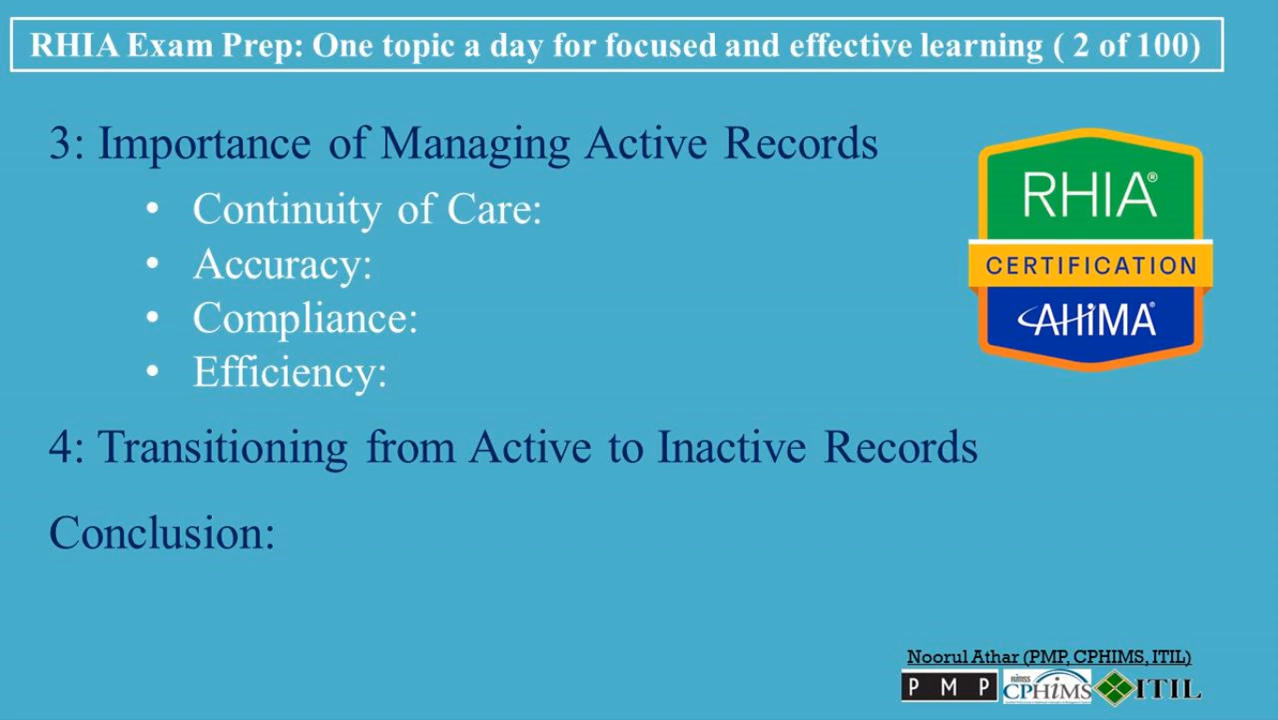 RHIA Exam Prep: One topic a day for focused and effective learning ( 2 of 100)
3: Importance of Managing Active Records
• Continuity of Care:
• Accuracy:
• Compliance:
• Efficiency:
4: Transitioning from Active to Inactive Records
Conclusion:
RHIA®
CERTIFICATION
AHiMA®
Noorul Athar (PMP, CPHIMS, ITIL)
P M P
himss
CPHiMS
ITIL